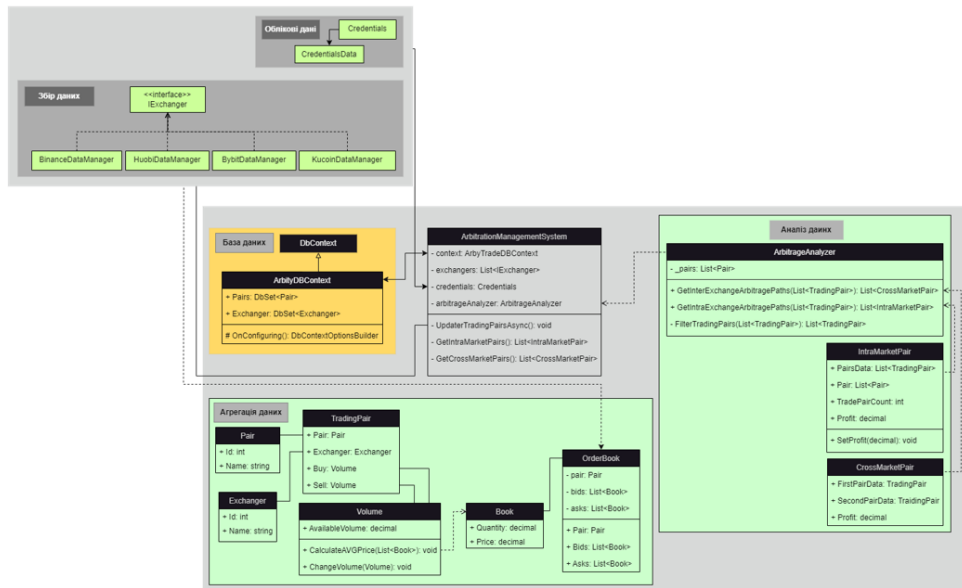 Облікові дані
Credentials
CredentialsData
Збір даних
<<interface>>
IExchanger
BinanceDataManager
HuobiDataManager
BybitDataManager
KucoinDataManager
База даних
DbContext
ArbityDBContext
+ Pairs: DbSet<Pair>
+ Exchanger: DbSet<Exchanger>
# OnConfiguring(): DbContextOptionsBuilder
ArbitrationManagementSystem
- context: ArbyTradeDBContext
- exchangers: List<IExchanger>
- credentials: Credentials
- arbitrageAnalyzer: ArbitrageAnalyzer
- UpdaterTradingPairsAsync(): void
- GetIntraMarketPairs(): List<IntraMarketPair>
- GetCrossMarketPairs(): List<CrossMarketPair>
Аналіз даних
ArbitrageAnalyzer
- _pairs: List<Pair>
+ GetInterExchangeArbitragePaths(List<TradingPair>): List<CrossMarketPair>
+ GetIntraExchangeArbitragePaths(List<TradingPair>): List<IntraMarketPair>
- FilterTradingPairs(List<TradingPair>): List<TradingPair>
IntraMarketPair
+ PairsData: List<TradingPair>
+ Pair: List<Pair>
+ TradePairCount: int
+ Profit: decimal
+ SetProfit(decimal): void
CrossMarketPair
+ FirstPairData: TradingPair
+ SecondPairData: TraidingPair
+ Profit: decimal
Агрегація даних
Pair
+ Id: int
+ Name: string
Exchanger
+ Id: int
+ Name: string
TradingPair
+ Pair: Pair
+ Exchanger: Exchanger
+ Buy: Volume
+ Sell: Volume
Volume
+ AvailableVolume: decimal
+ CalculateAVGPrice(List<Book>): void
+ ChangeVolume(Volume): void
Book
+ Quantity: decimal
+ Price: decimal
OrderBook
- pair: Pair
- bids: List<Book>
- asks: List<Book>
+ Pair: Pair
+ Bids: List<Book>
+ Asks: List<Book>